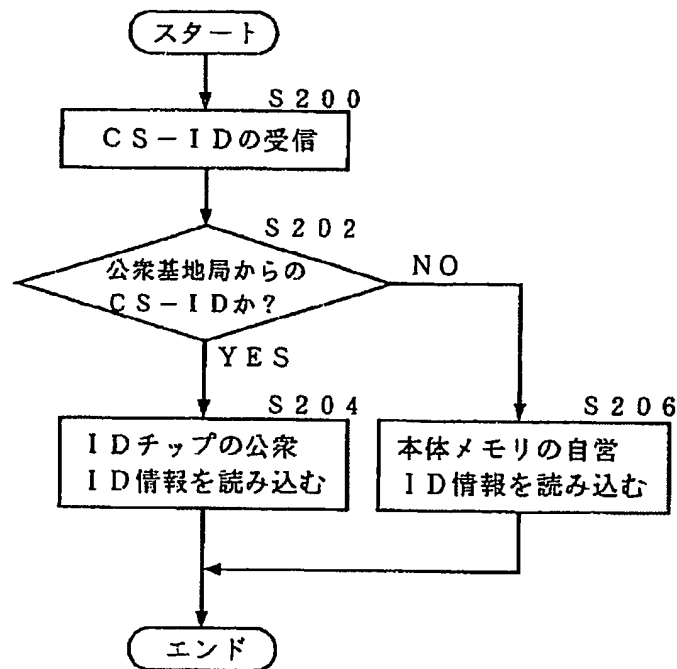 スタート
S200
CS－IDの受信
S202
公衆基地局からの
CS－IDか？
NO
YES
S204
IDチップの公衆
ID情報を読み込む
S206
本体メモリの自営
ID情報を読み込む
エンド